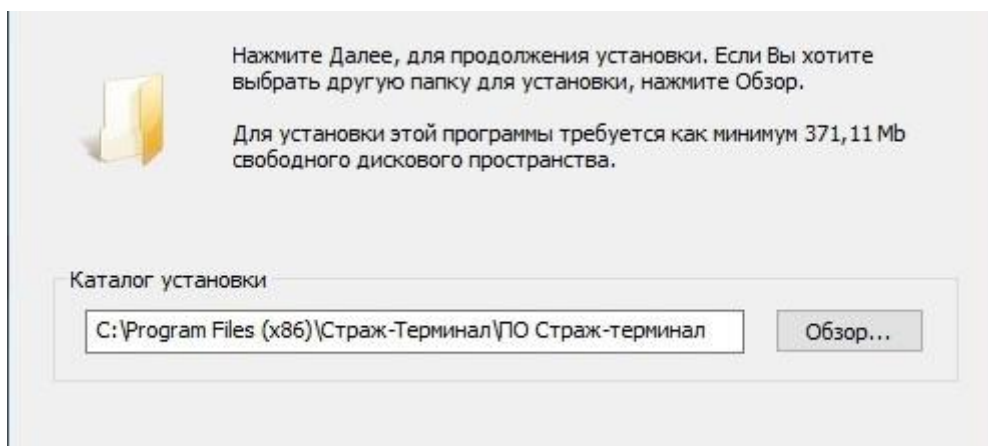 Нажмите Далее, для продолжения установки. Если Вы хотите
выбрать другую папку для установки, нажмите Обзор.
Для установки этой программы требуется как минимум 371,11 Mb
свободного дискового пространства.
Каталог установки
C:\Program Files (x86)\Страж-Терминал\ПО Страж-терминал
Обзор...